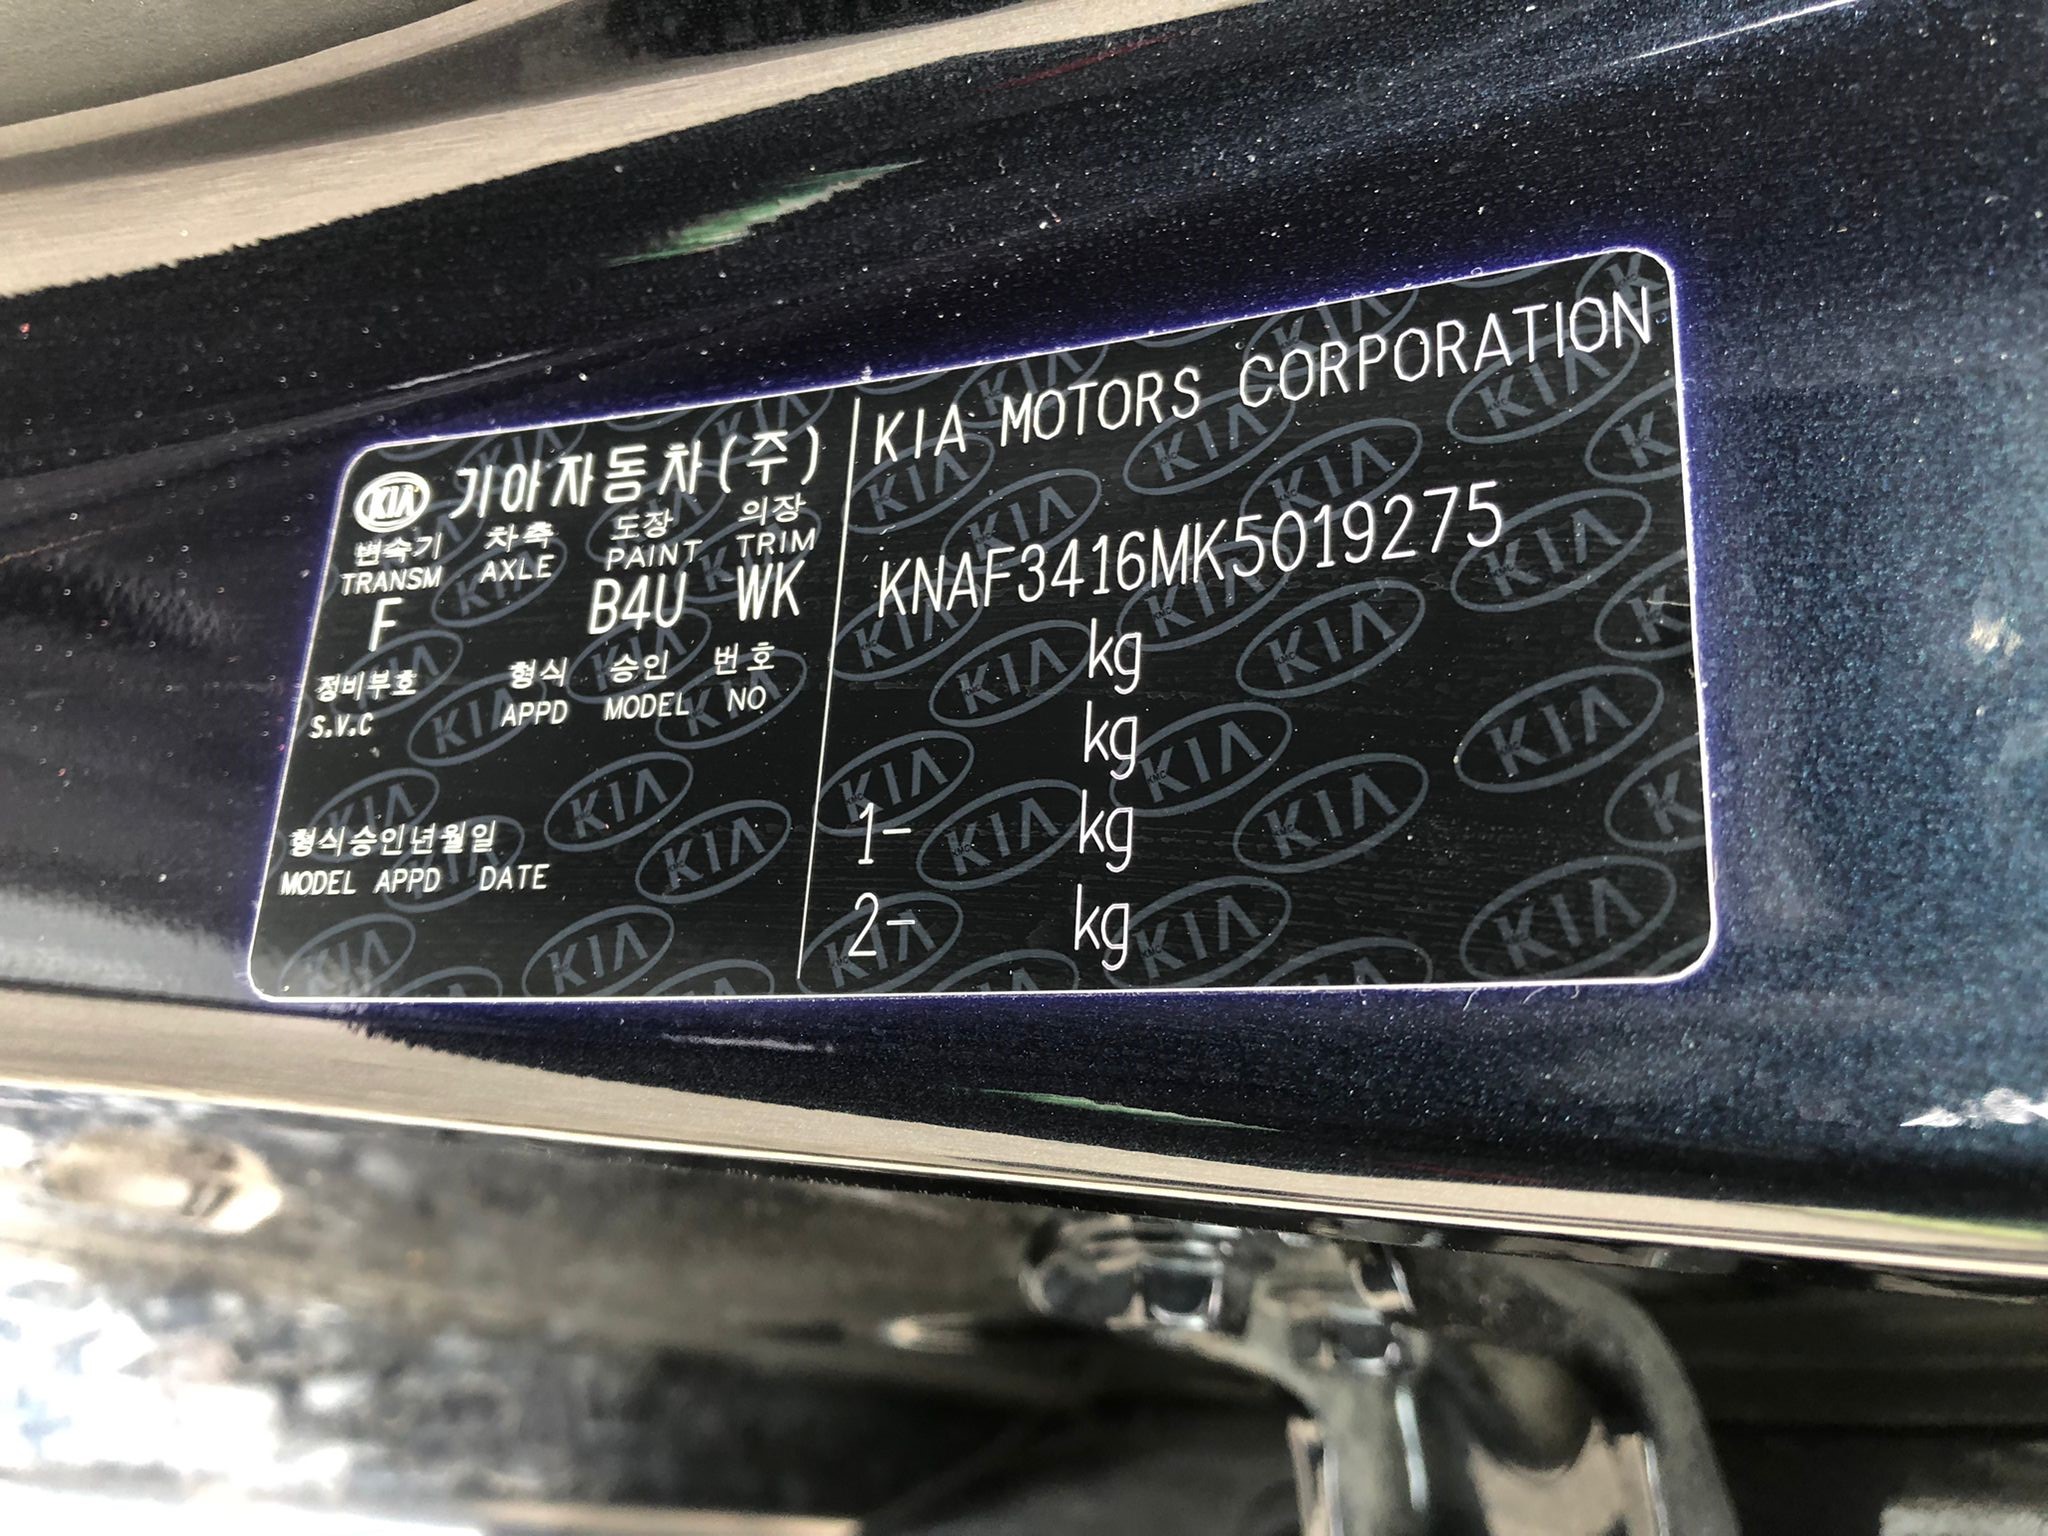 KIA 기아자동차(주)
변속기 차축 도장 의장
TRANSM AXLE PAINT TRIM
F B4U WK
정비부호 형식 승인 번호
S.V.C APPD MODEL NO
형식승인년월일
MODEL APPD DATE
KIA MOTORS CORPORATION
KNAF3416MK5019275
kg
kg
1- kg
2- kg